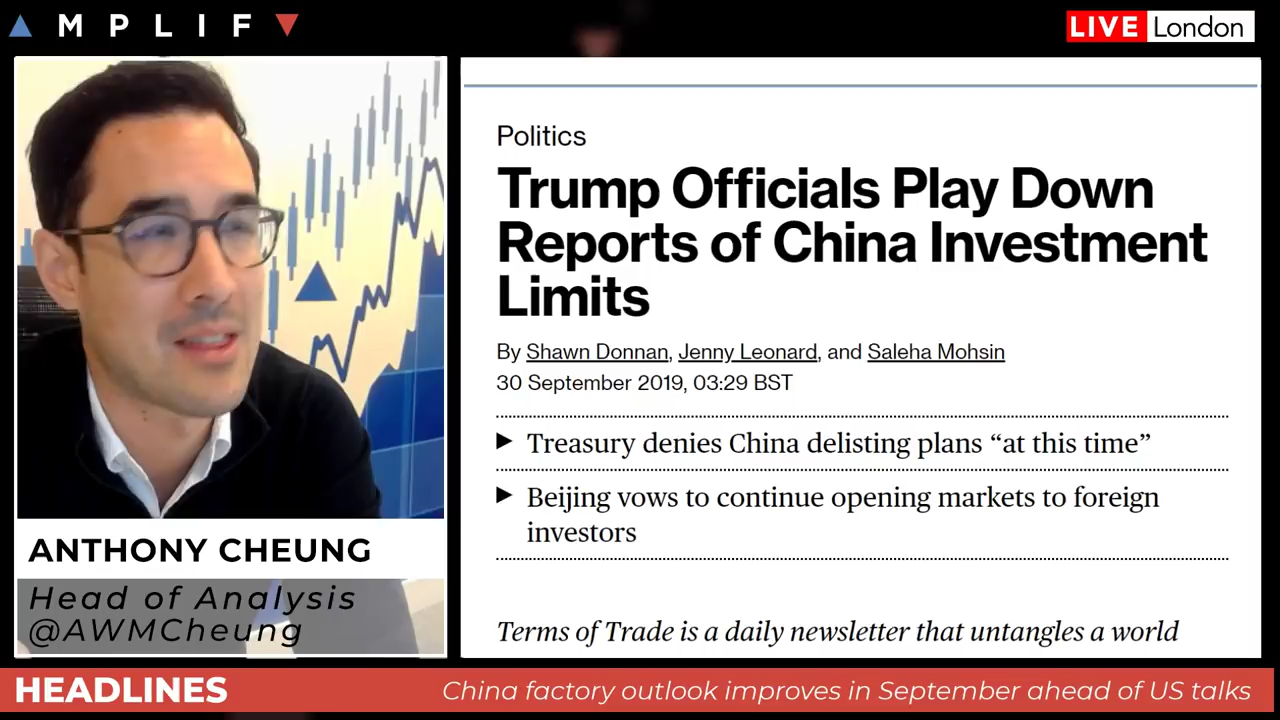 MPLIF
LIVE London
Politics
Trump Officials Play Down
Reports of China Investment
Limits
By Shawn Donnan, Jenny Leonard, and Saleha Mohsin
30 September 2019, 03:29 BST
Treasury denies China delisting plans “at this time”
Beijing vows to continue opening markets to foreign
investors
Terms of Trade is a daily newsletter that untangles a world
ANTHONY CHEUNG
Head of Analysis
@AWMCheung
HEADLINES China factory outlook improves in September ahead of US talks